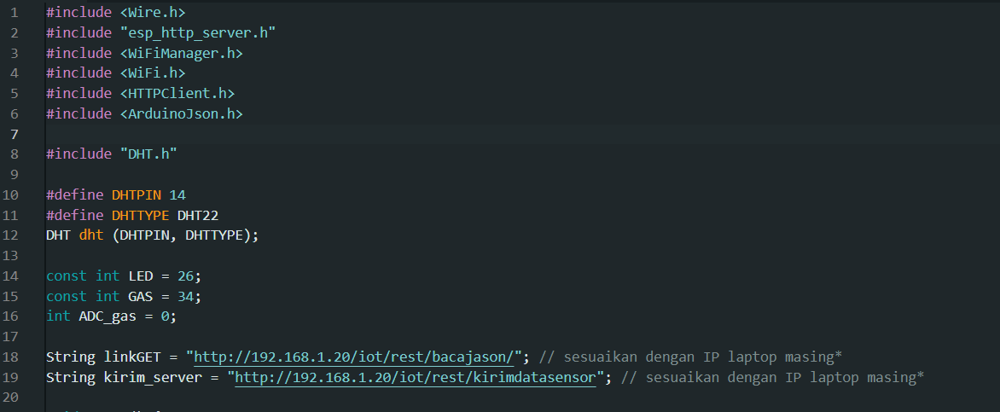 1 #include <Wire.h>
2 #include "esp_http_server.h"
3 #include <WiFiManager.h>
4 #include <WiFi.h>
5 #include <HTTPClient.h>
6 #include <ArduinoJson.h>
7
8 #include "DHT.h"
9
10 #define DHTPIN 14
11 #define DHTTYPE DHT22
12 DHT dht (DHTPIN, DHTTYPE);
13
14 const int LED = 26;
15 const int GAS = 34;
16 int ADC_gas = 0;
17
18 String linkGET = "http://192.168.1.20/iot/rest/bacajason/"; // sesuaikan dengan IP laptop masing*
19 String kirim_server = "http://192.168.1.20/iot/rest/kirimdatasensor"; // sesuaikan dengan IP laptop masing*
20